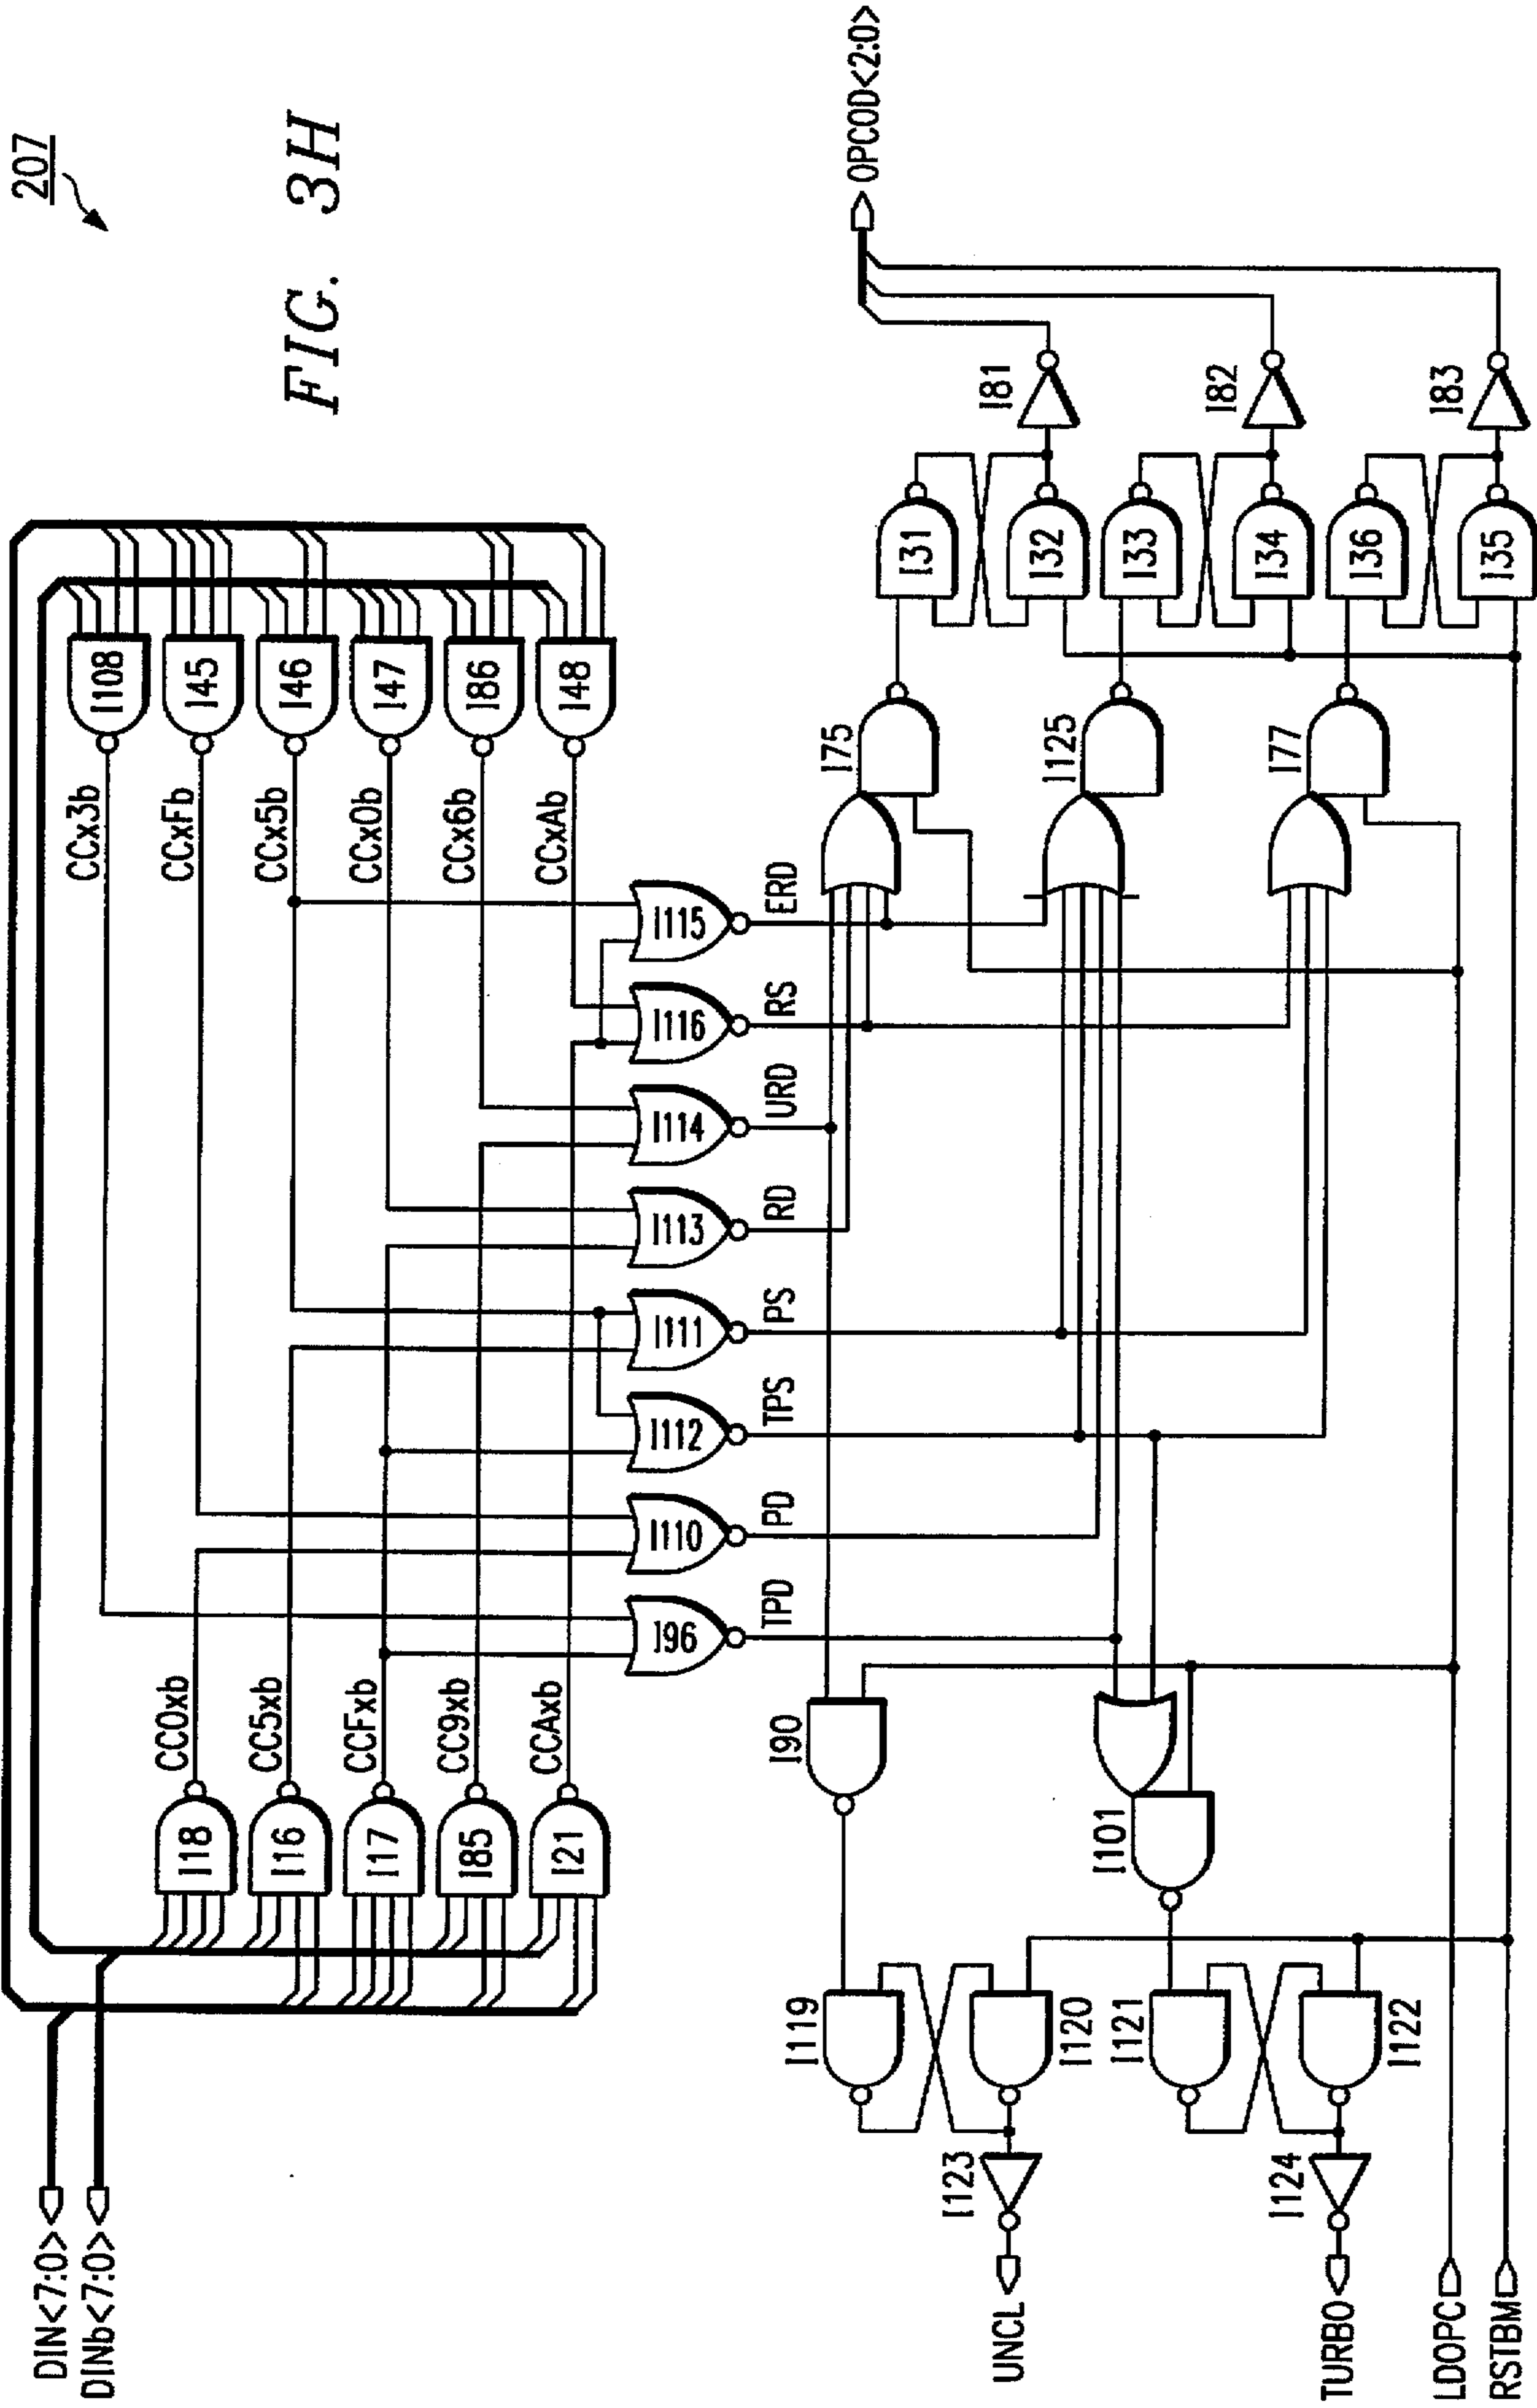 207
FIG. 3H
DIN<7:0>
DINb<7:0>
I108
I45
I46
I47
I86
I48
CCx3b
CCxFb
CCx5b
CCx0b
CCx6b
CCxAb
I18
I16
I17
I85
I21
CC0xb
CC5xb
CCFxb
CC9xb
CCAxb
I96
I110
I112
I111
I113
I114
I116
I115
TPD
PD
TPS
PS
RD
URD
RS
ERD
I90
I101
I75
I125
I77
I119
I120
I121
I122
I123
I124
I31
I32
I33
I34
I36
I35
I81
I82
I83
OPCOD<2:0>
UNCL
TURBO
LDOPC
RSTBM